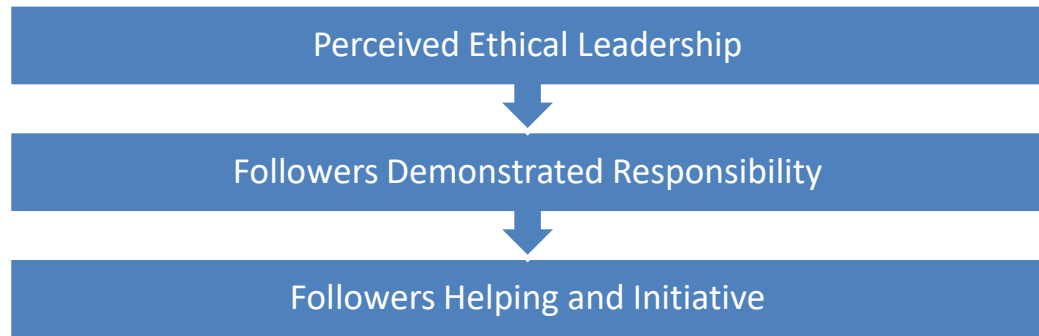 Perceived Ethical Leadership
Followers Demonstrated Responsibility
Followers Helping and Initiative